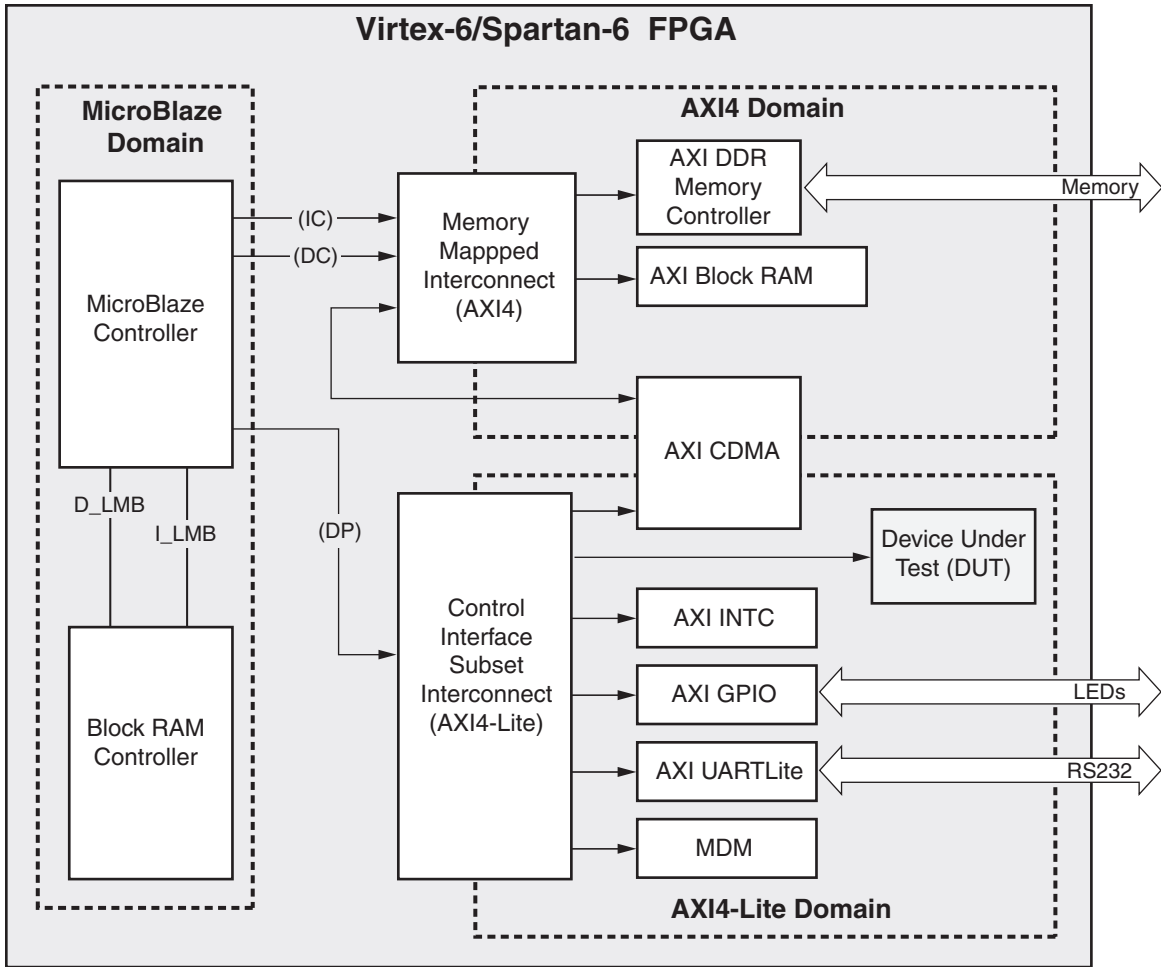 Virtex-6/Spartan-6 FPGA
MicroBlaze
Domain
MicroBlaze
Controller
D_LMB
I_LMB
Block RAM
Controller
(IC)
(DC)
(DP)
AXI4 Domain
Memory
Mappped
Interconnect
(AXI4)
AXI DDR
Memory
Controller
Memory
AXI Block RAM
AXI CDMA
Control
Interface
Subset
Interconnect
(AXI4-Lite)
Device Under
Test (DUT)
AXI INTC
AXI GPIO
LEDs
AXI UARTLite
RS232
MDM
AXI4-Lite Domain